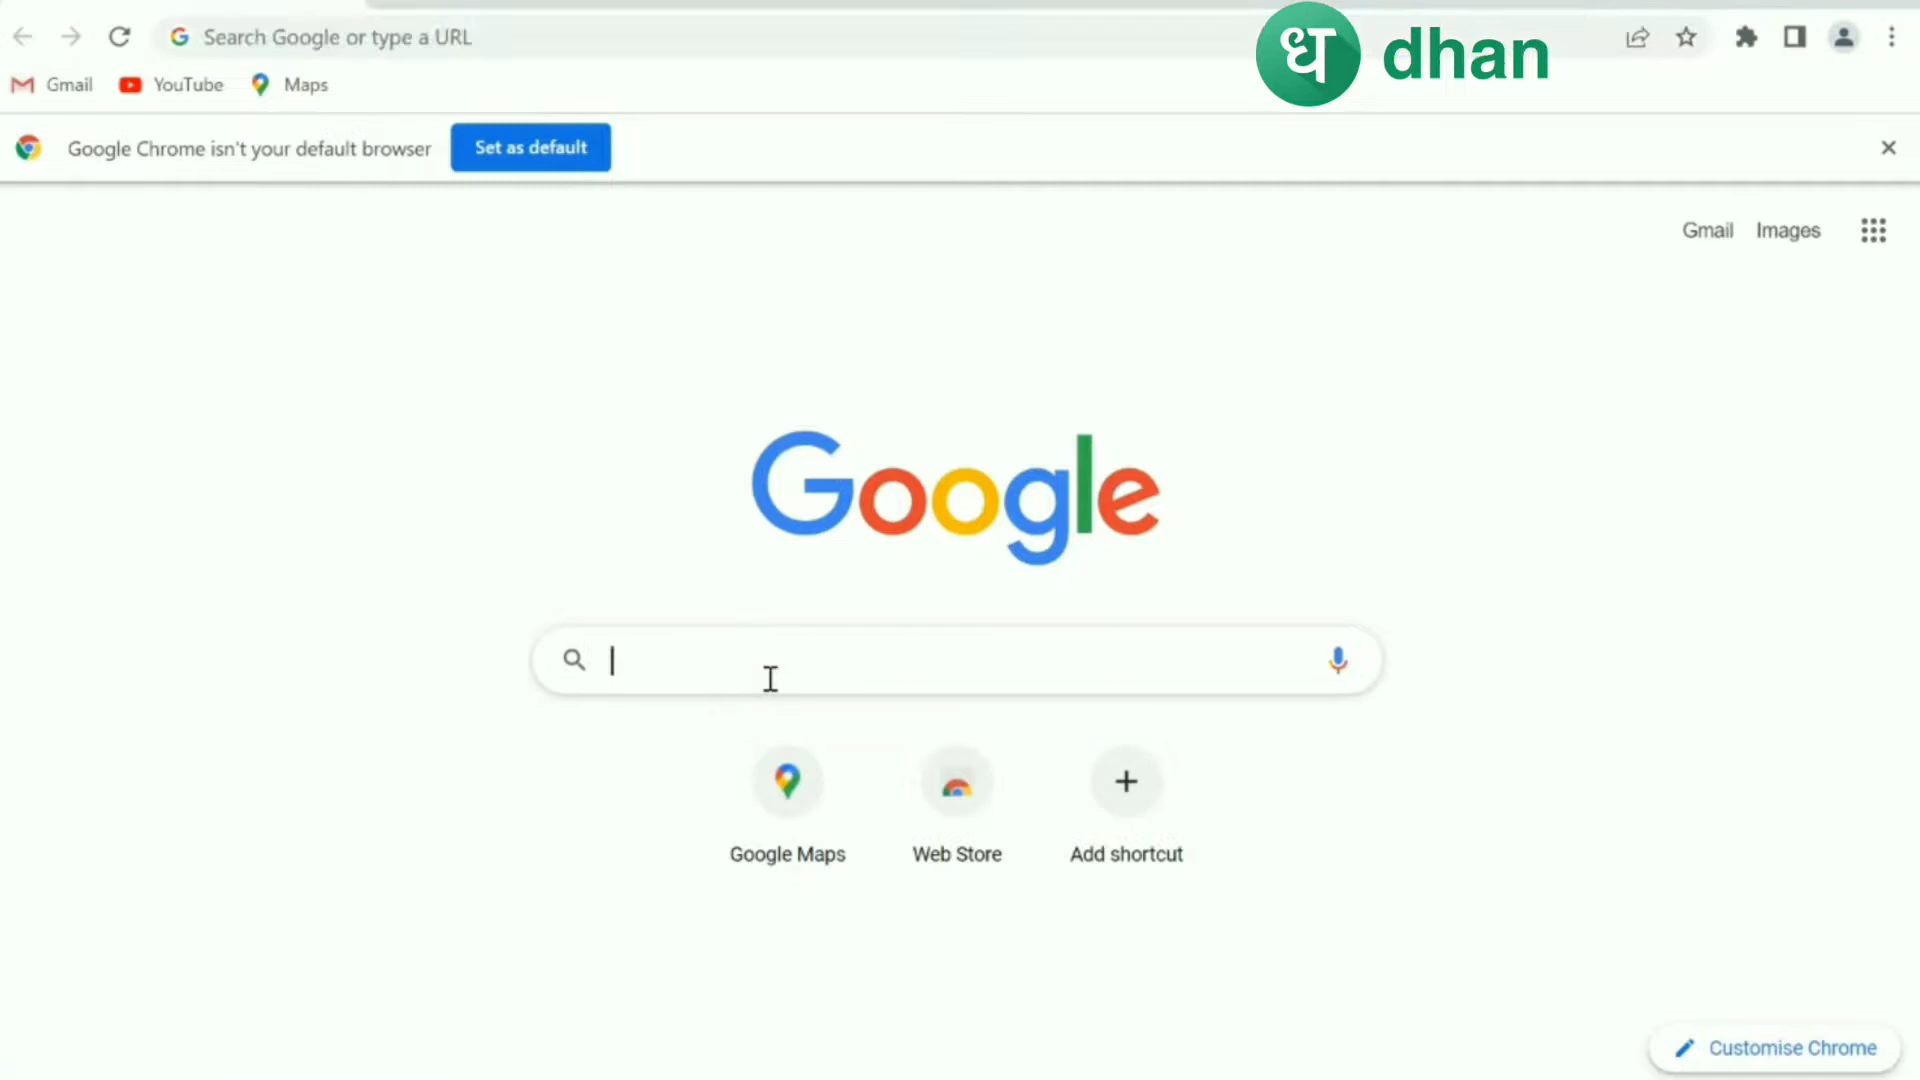 Search Google or type a URL
ध dhan
Gmail YouTube Maps
Google Chrome isn't your default browser Set as default
Gmail Images
Google
Google Maps Web Store Add shortcut
Customise Chrome